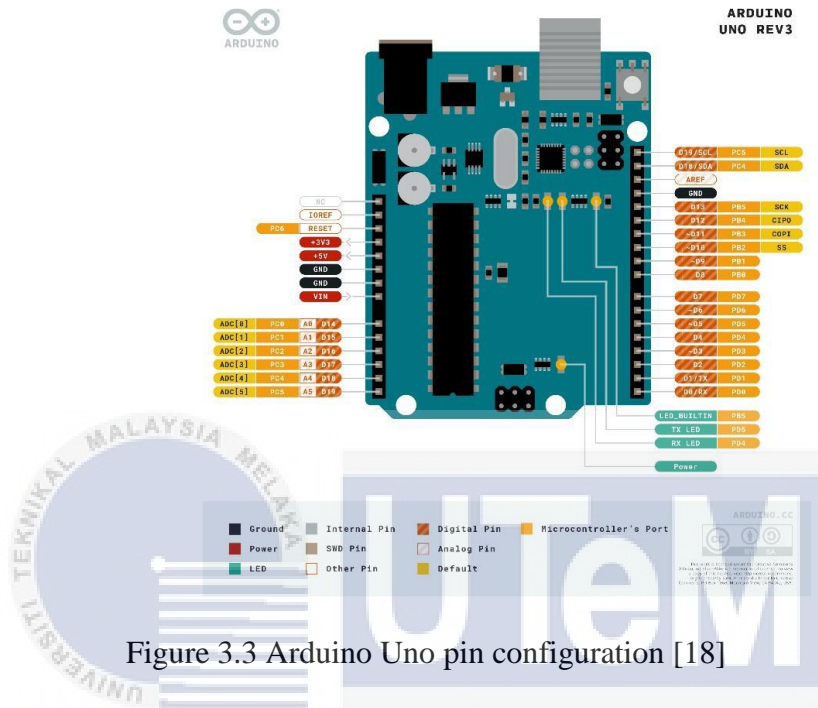 ARDUINO
ARDUINO
UNO REV3
NC
IOREF
PC6 RESET
+3V3
+5V
GND
GND
VIN
ADC[0] PC0 A0 D14
ADC[1] PC1 A1 D15
ADC[2] PC2 A2 D16
ADC[3] PC3 A3 D17
ADC[4] PC4 A4 D18
ADC[5] PC5 A5 D19
D19/SCL PC5 SCL
D18/SDA PC4 SDA
AREF
GND
~D13 PB5 SCK
D12 PB4 CIPO
~D11 PB3 COPI
~D10 PB2 SS
~D9 PB1
D8 PB0
~D7 PD7
~D6 PD6
~D5 PD5
D4 PD4
~D3 PD3
D2 PD2
D1/TX PD1
D0/RX PD0
LED_BUILTIN PB5
TX LED PD5
RX LED PD4
Power
Ground Internal Pin Digital Pin Microcontroller's Port
Power SWD Pin Analog Pin
LED Other Pin Default
ARDUINO.CC
CC
BY SA
UNIVERSITI TEKNIKAL MALAYSIA MELAKA
UTeM
Figure 3.3 Arduino Uno pin configuration [18]